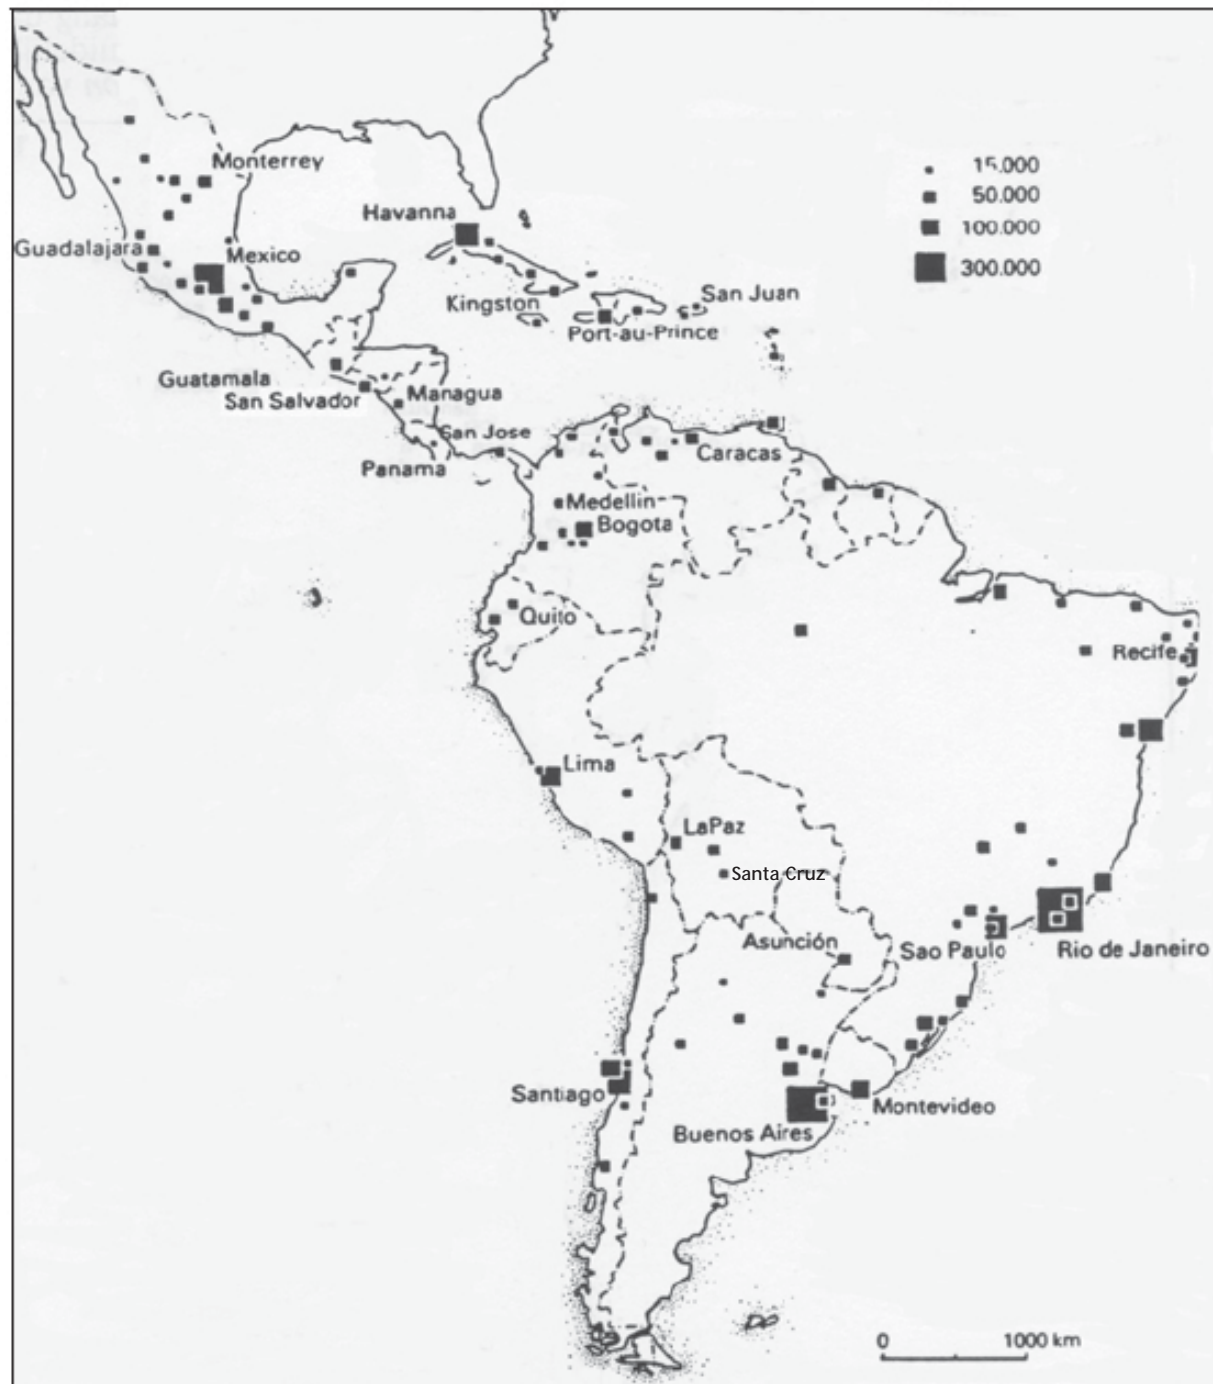 15.000
Monterrey
50.000
Havanna
100.000
Guadalajara
Mexico
300.000
San Juan
Kingston
Port-au-Prince
Guatamala
San Salvador
Managua
San Jose
Caracas
Panama
Medellin
Bogota
Quito
Recife
Lima
LaPaz
Santa Cruz
Asunción
Sao Paulo
Rio de Janeiro
Santiago
Montevideo
Buenos Aires
0 1000 km